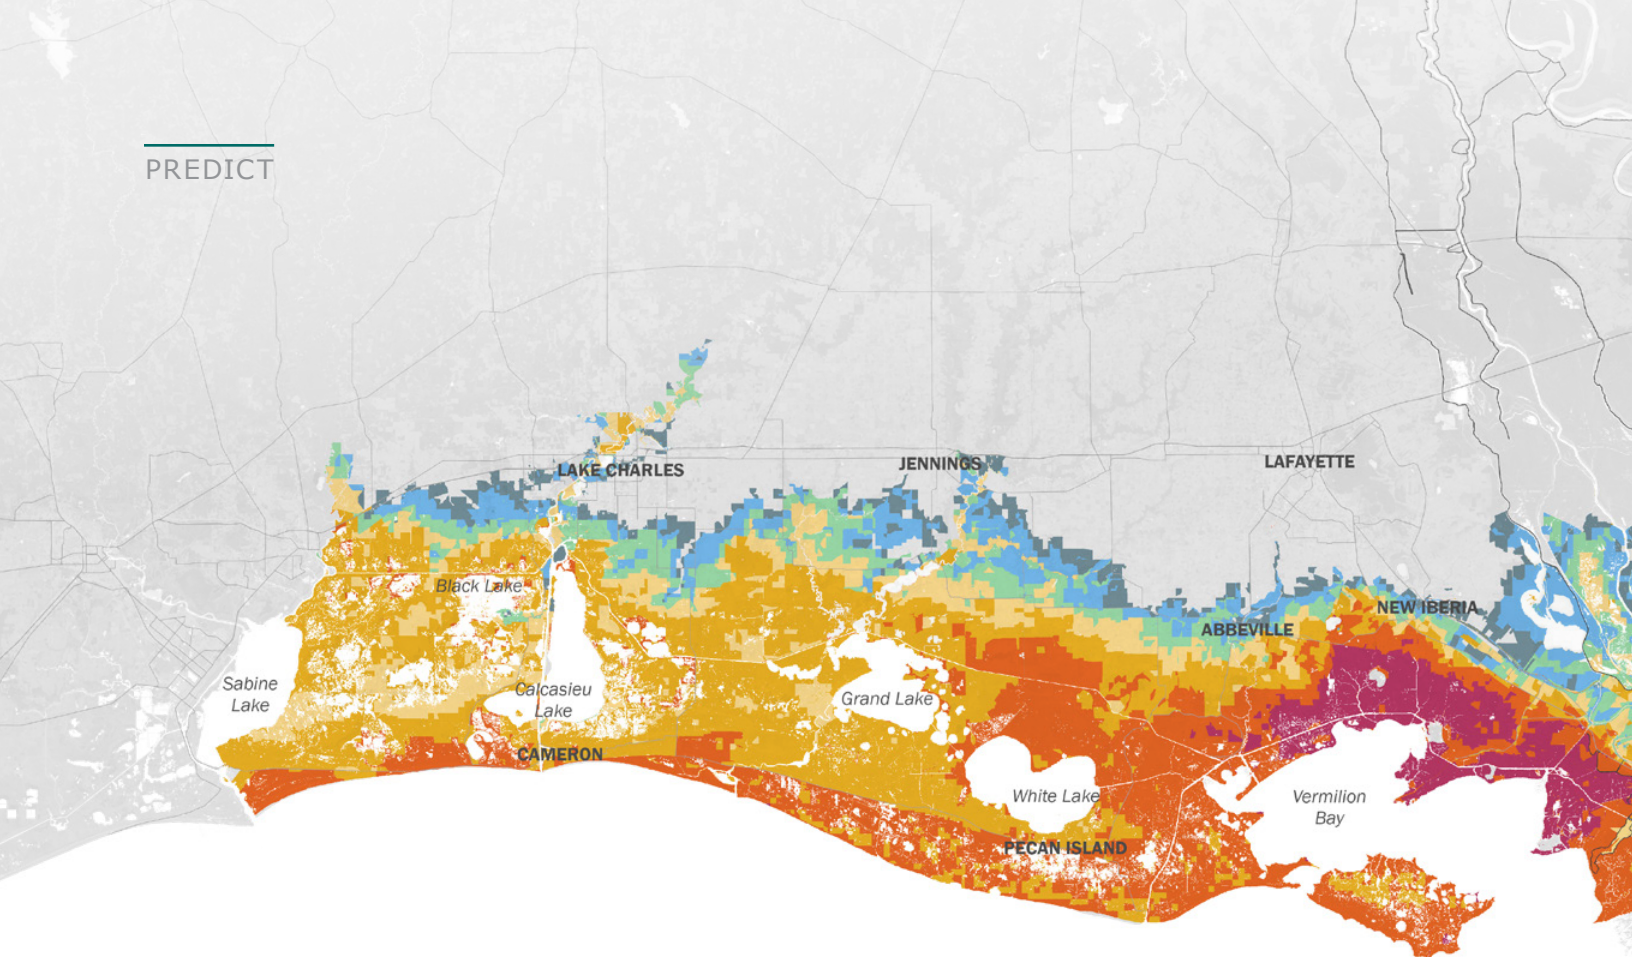 PREDICT
LAKE CHARLES
JENNINGS
LAFAYETTE
Black Lake
NEW IBERIA
ABBEVILLE
Sabine
Lake
Calcasieu
Lake
Grand Lake
CAMERON
White Lake
Vermilion
Bay
PECAN ISLAND